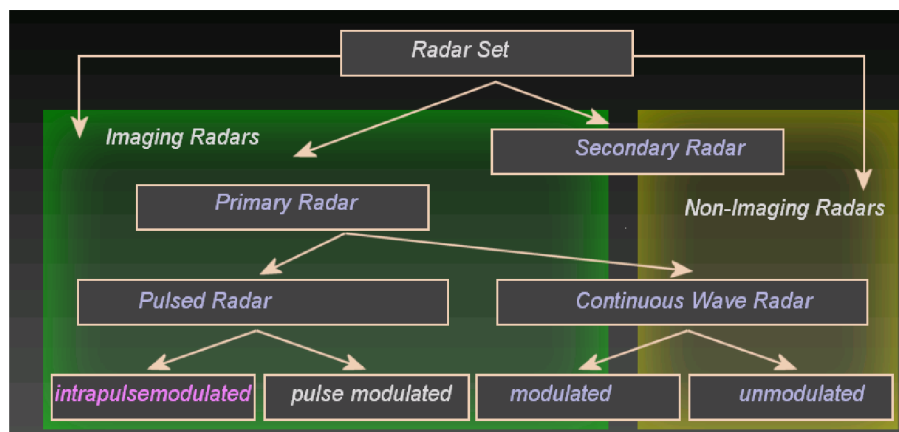 Radar Set
Imaging Radars
Secondary Radar
Primary Radar
Non-Imaging Radars
Pulsed Radar
Continuous Wave Radar
intrapulsemodulated
pulse modulated
modulated
unmodulated